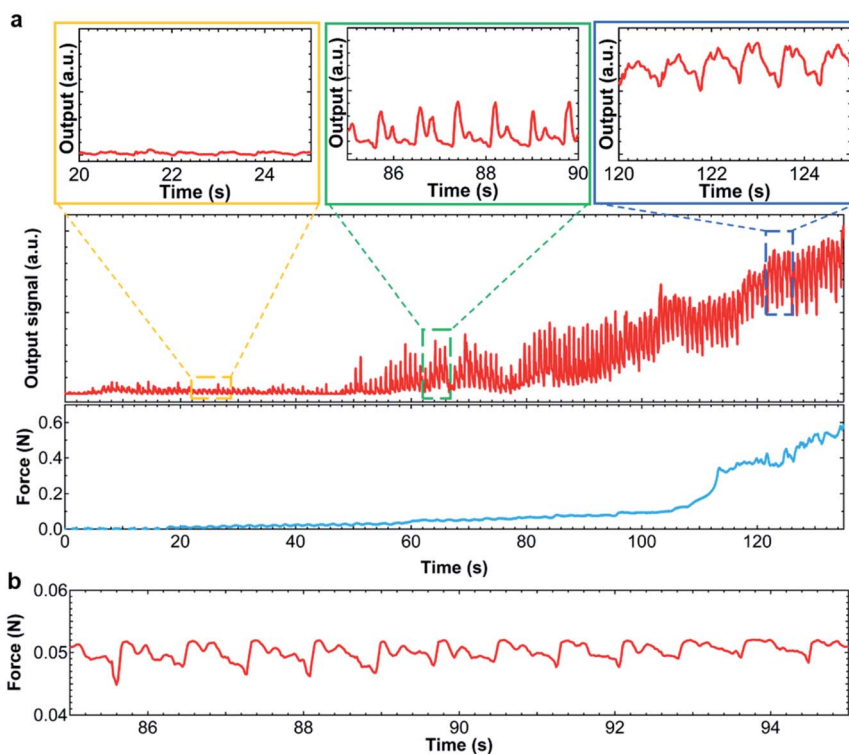 a
Output (a.u.)
20 22 24
Time (s)
Output (a.u.)
86 88 90
Time (s)
Output (a.u.)
120 122 124
Time (s)
Output signal (a.u.)
Force (N)
0.6
0.4
0.2
0.0
0 20 40 60 80 100 120
Time (s)
b
Force (N)
0.06
0.05
0.04
86 88 90 92 94
Time (s)